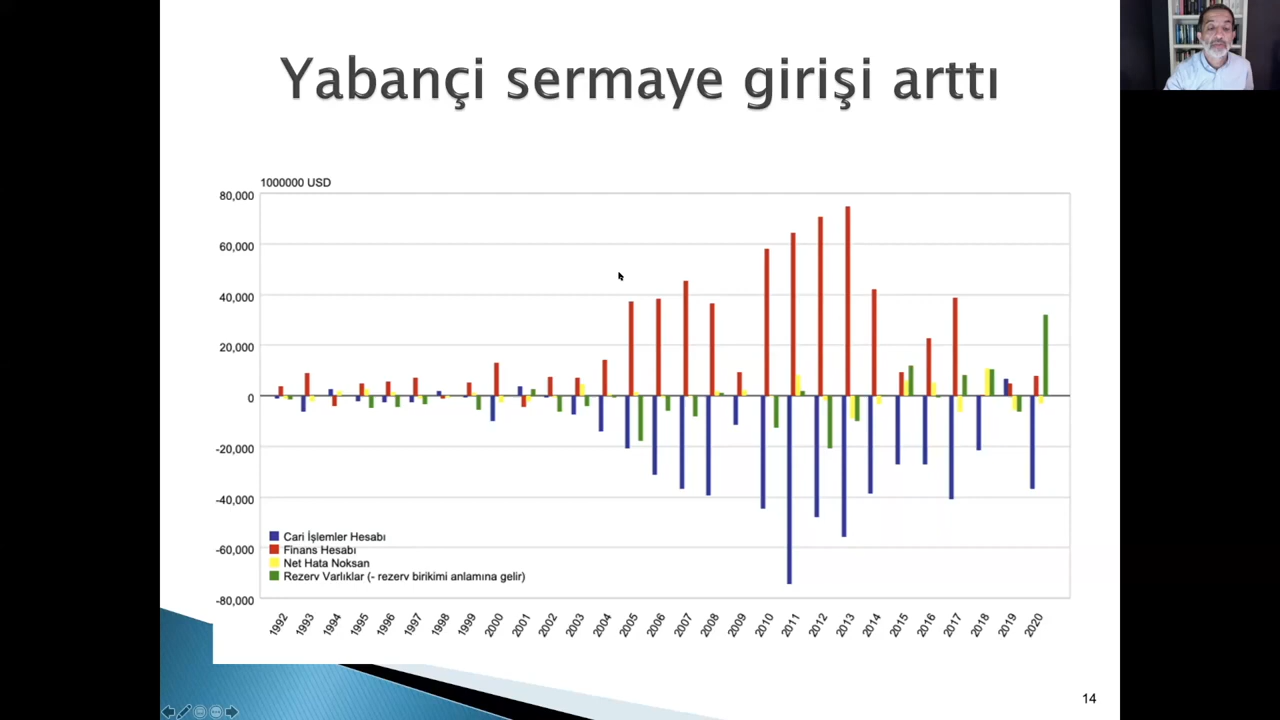 Yabançi sermaye girişi arttı
1000000 USD
80,000
60,000
40,000
20,000
0
-20,000
-40,000
-60,000
-80,000
Cari İşlemler Hesabı
Finans Hesabı
Net Hata Noksan
Rezerv Varlıklar (- rezerv birikimi anlamına gelir)
1992 1993 1994 1995 1996 1997 1998 1999 2000 2001 2002 2003 2004 2005 2006 2007 2008 2009 2010 2011 2012 2013 2014 2015 2016 2017 2018 2019 2020
14